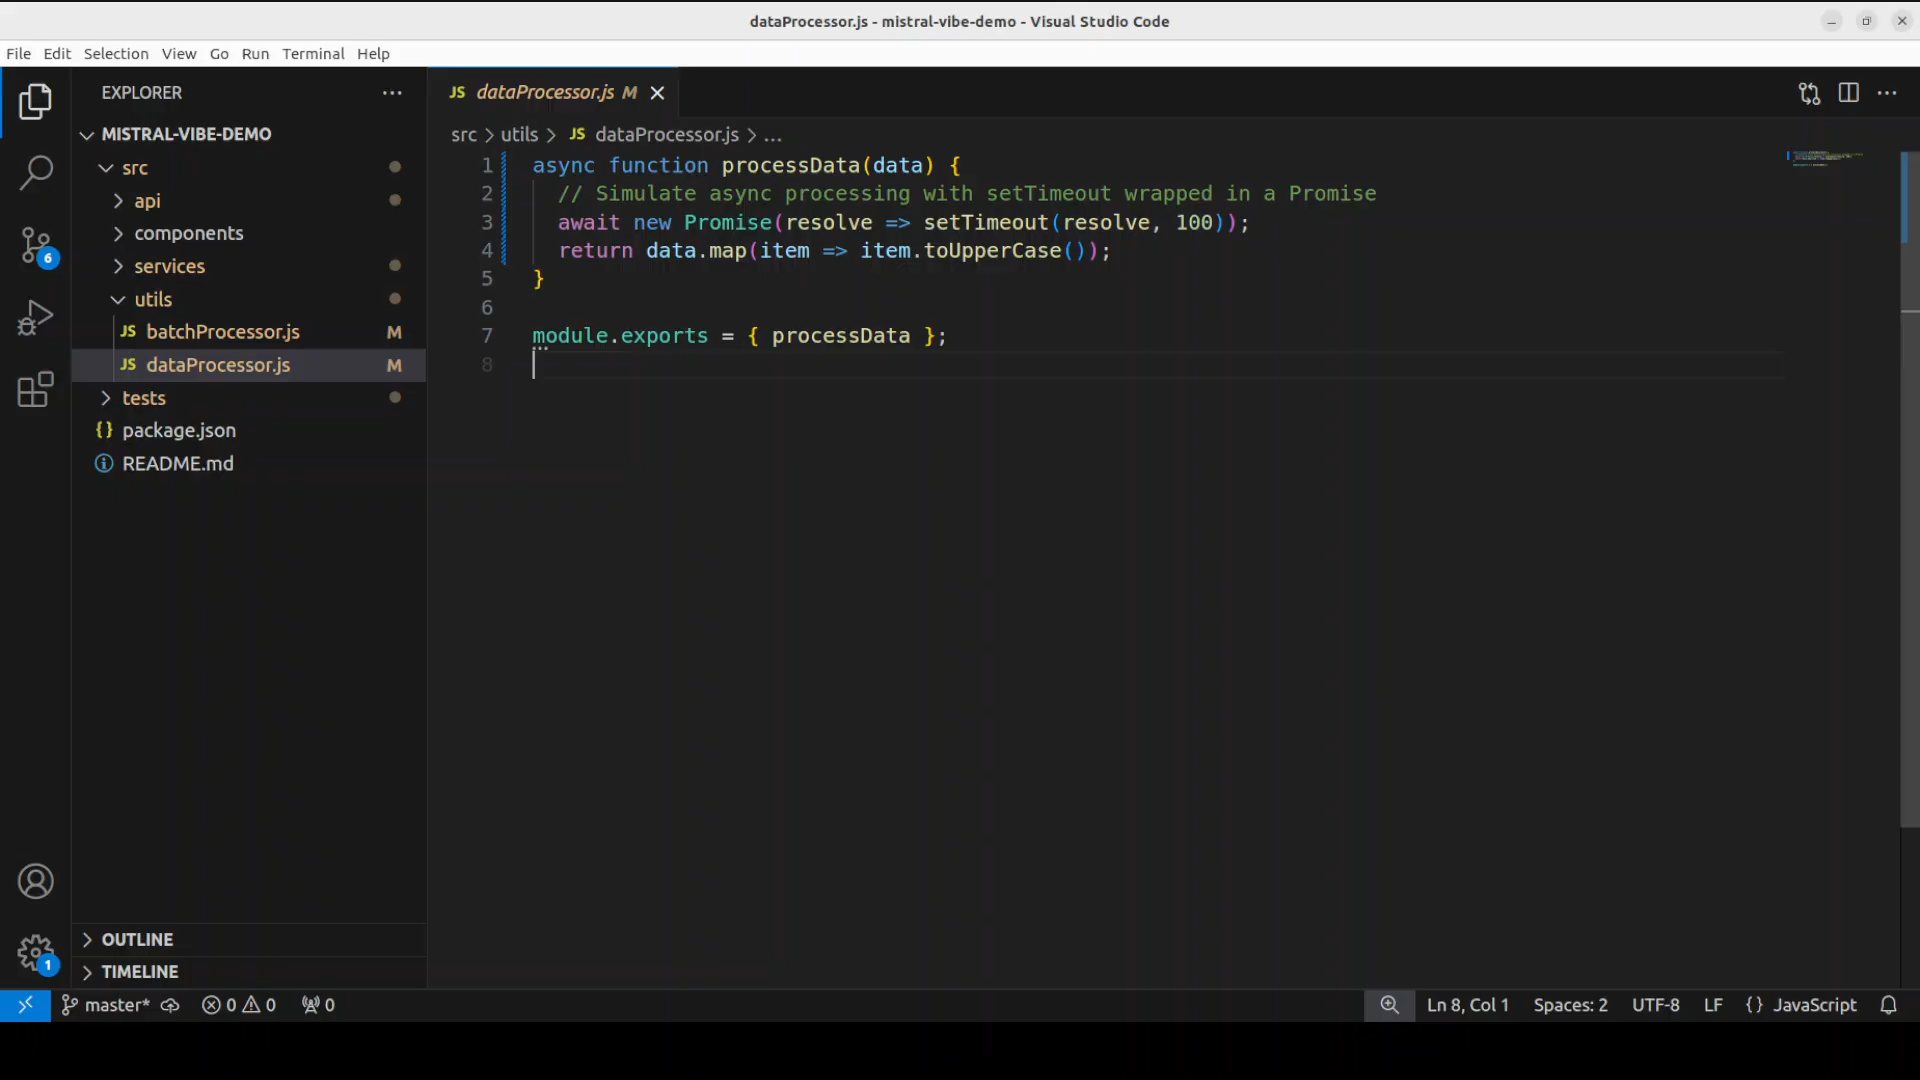 dataProcessor.js - mistral-vibe-demo - Visual Studio Code
File Edit Selection View Go Run Terminal Help
EXPLORER
MISTRAL-VIBE-DEMO
src
api
components
services
utils
JS batchProcessor.js M
JS dataProcessor.js M
tests
{} package.json
README.md
OUTLINE
TIMELINE
6
1
JS dataProcessor.js M
src > utils > JS dataProcessor.js > ...
1 async function processData(data) {
2 // Simulate async processing with setTimeout wrapped in a Promise
3 await new Promise(resolve => setTimeout(resolve, 100));
4 return data.map(item => item.toUpperCase());
5 }
6
7 module.exports = { processData };
8
master* 0 0 0
Ln 8, Col 1 Spaces: 2 UTF-8 LF {} JavaScript